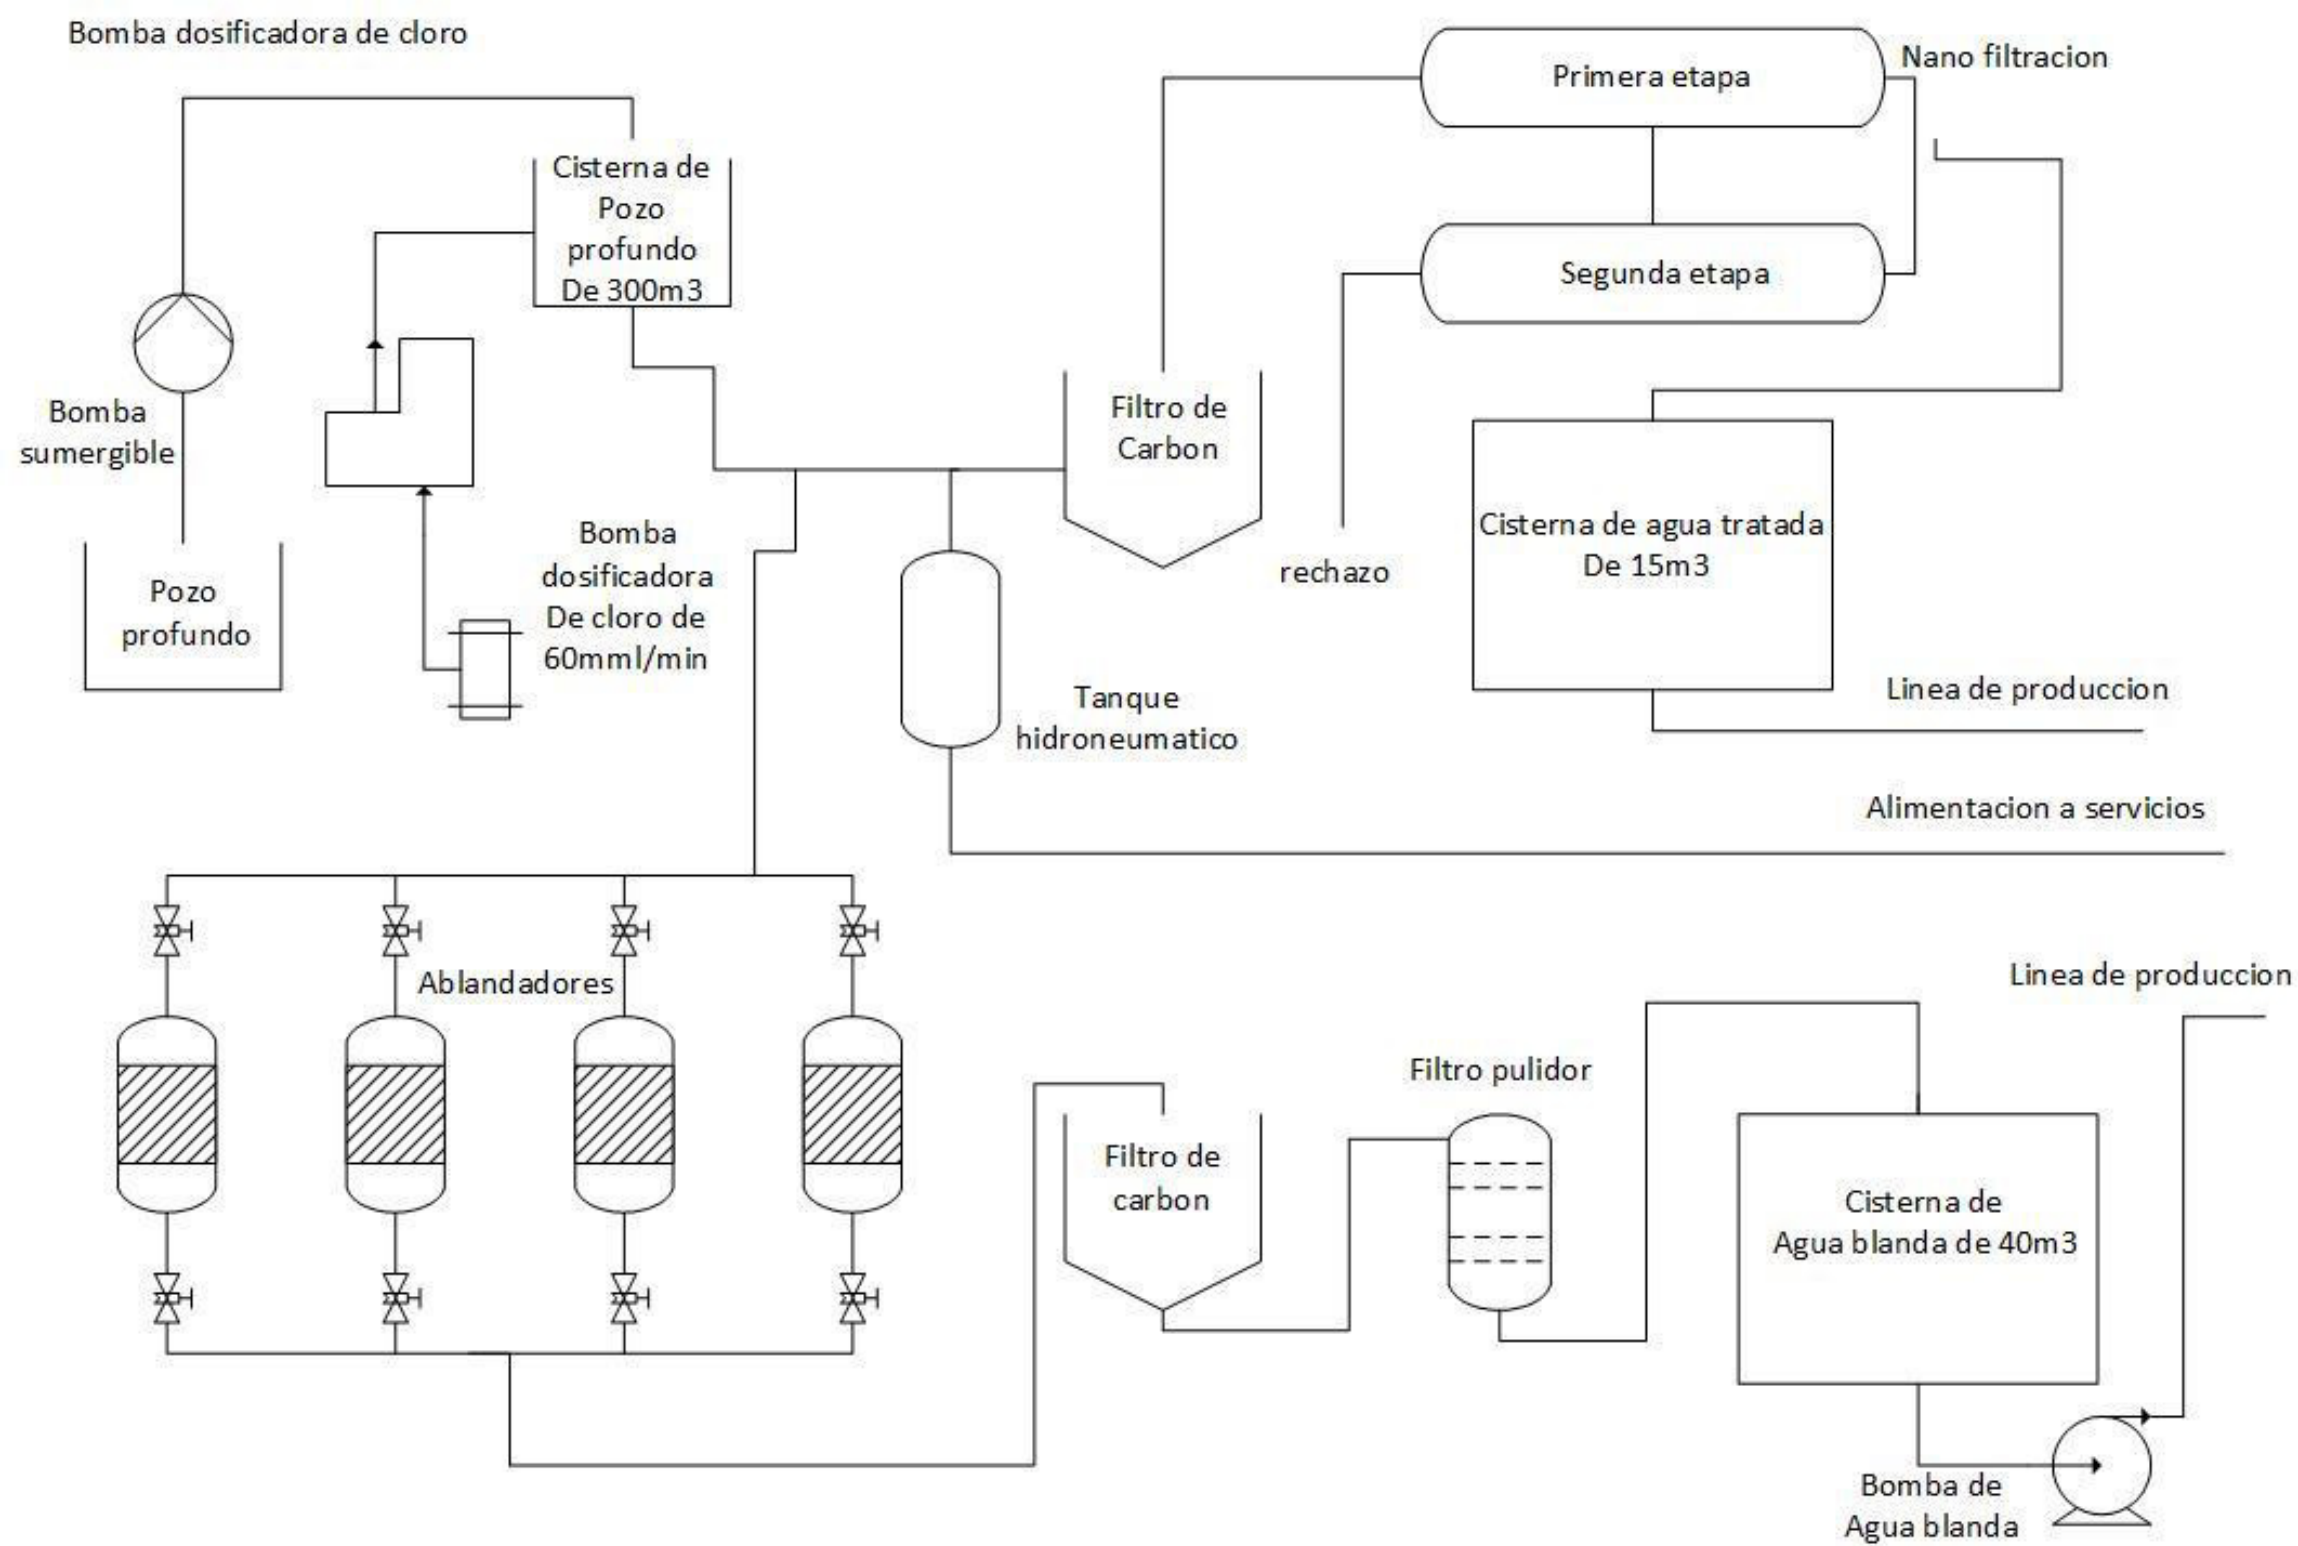 Bomba dosificadora de cloro
Nano filtracion
Primera etapa
Cisterna de
Pozo
profundo
De 300m3
Segunda etapa
Bomba
sumergible
Filtro de
Carbon
Pozo
profundo
Bomba
dosificadora
De cloro de
60mml/min
rechazo
Cisterna de agua tratada
De 15m3
Tanque
hidroneumatico
Linea de produccion
Alimentacion a servicios
Ablandadores
Linea de produccion
Filtro pulidor
Filtro de
carbon
Cisterna de
Agua blanda de 40m3
Bomba de
Agua blanda